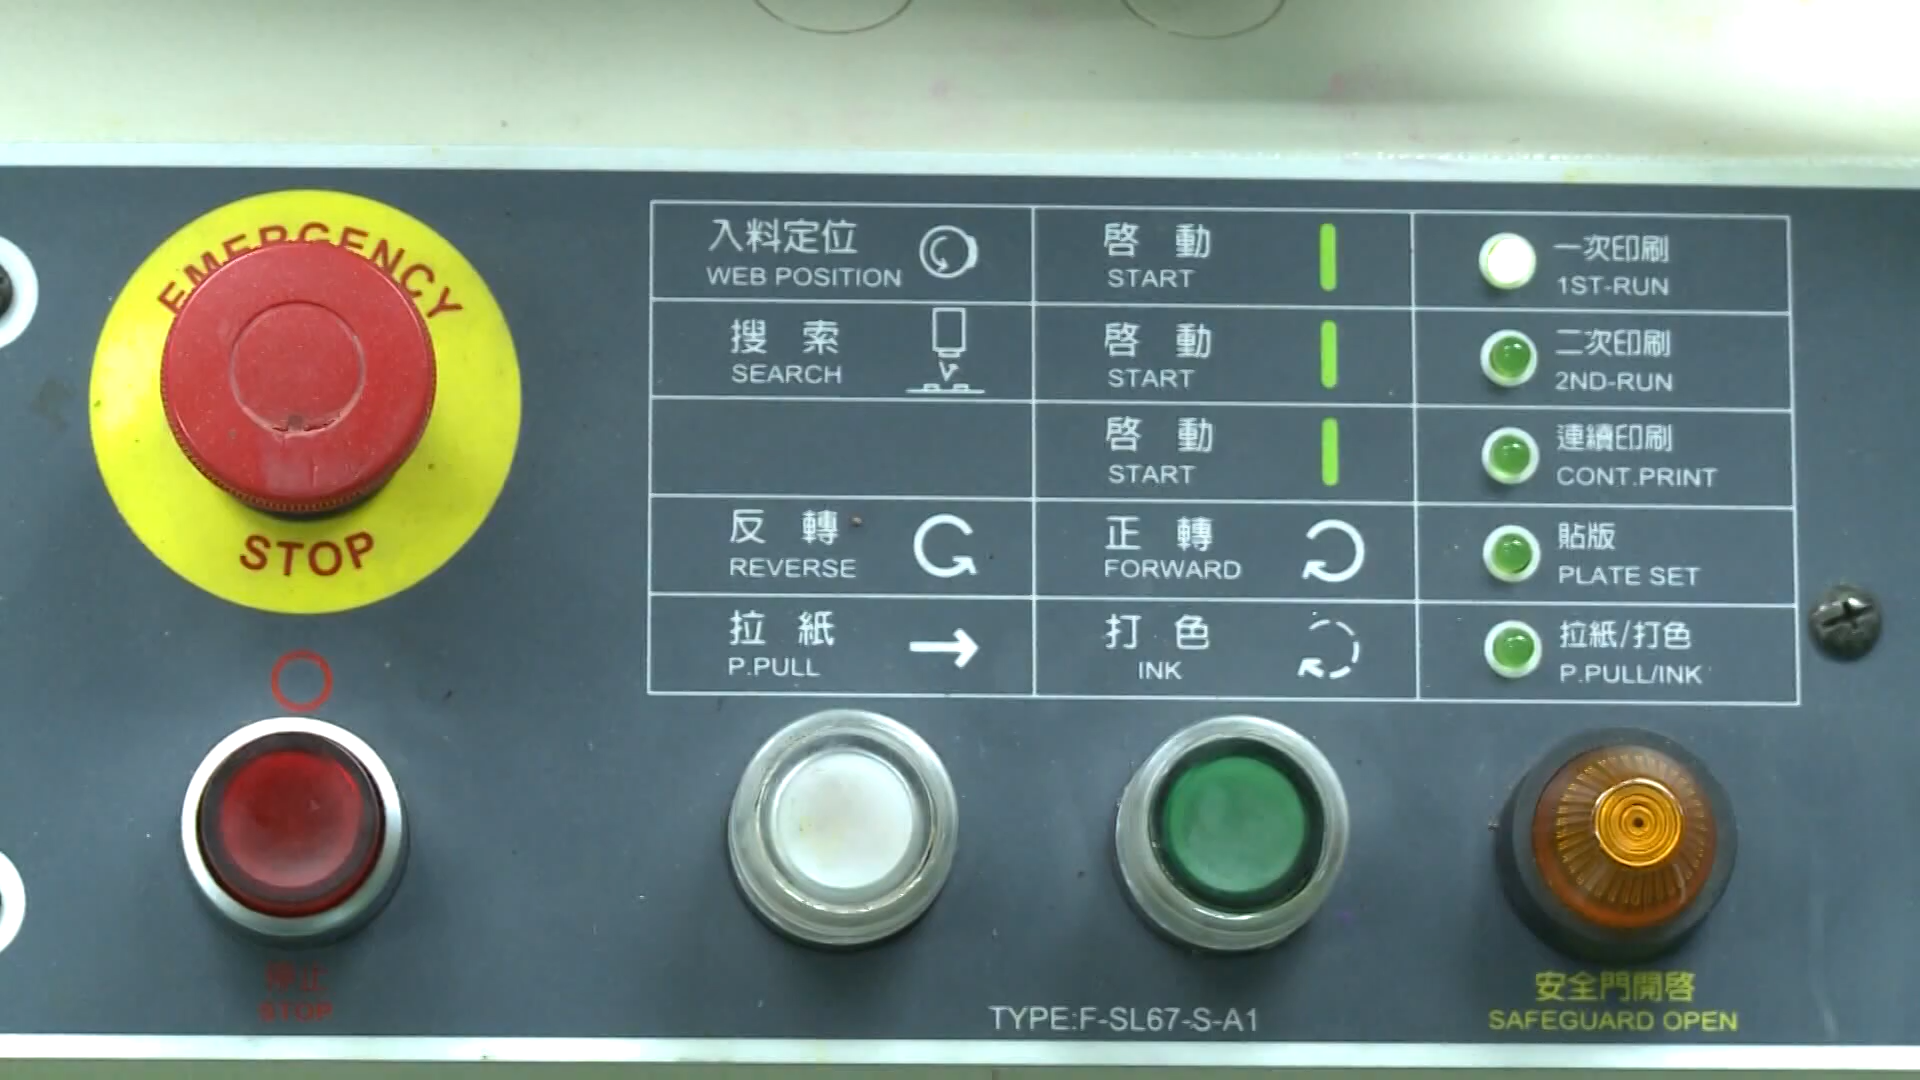 EMERGENCY
STOP
入料定位
WEB POSITION
啓動
START
一次印刷
1ST-RUN
搜索
SEARCH
啓動
START
二次印刷
2ND-RUN
啓動
START
連續印刷
CONT.PRINT
反轉
REVERSE
正轉
FORWARD
貼版
PLATE SET
拉紙
P.PULL
打色
INK
拉紙/打色
P.PULL/INK
停止
STOP
TYPE:F-SL67-S-A1
安全門開啓
SAFEGUARD OPEN